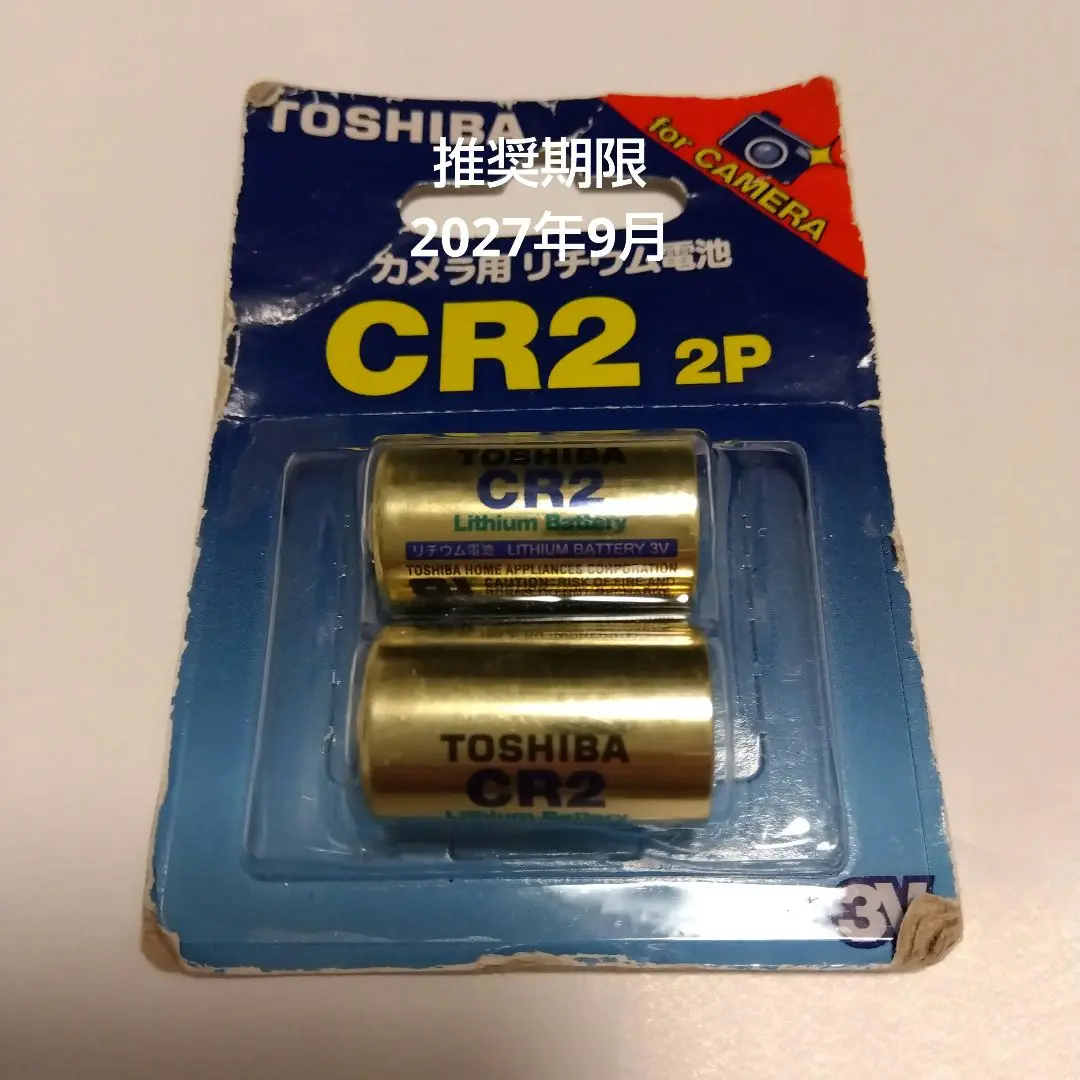 TOSHIBA
for CAMERA
推奨期限
2027年9月
カメラ用 リチウム電池
CR2 2P
TOSHIBA
CR2
Lithium Battery
リチウム電池 LITHIUM BATTERY 3V
TOSHIBA HOME APPLIANCES CORPORATION
CAUTION: RISK OF FIRE AND
TOSHIBA
CR2
Lithium Battery
3V